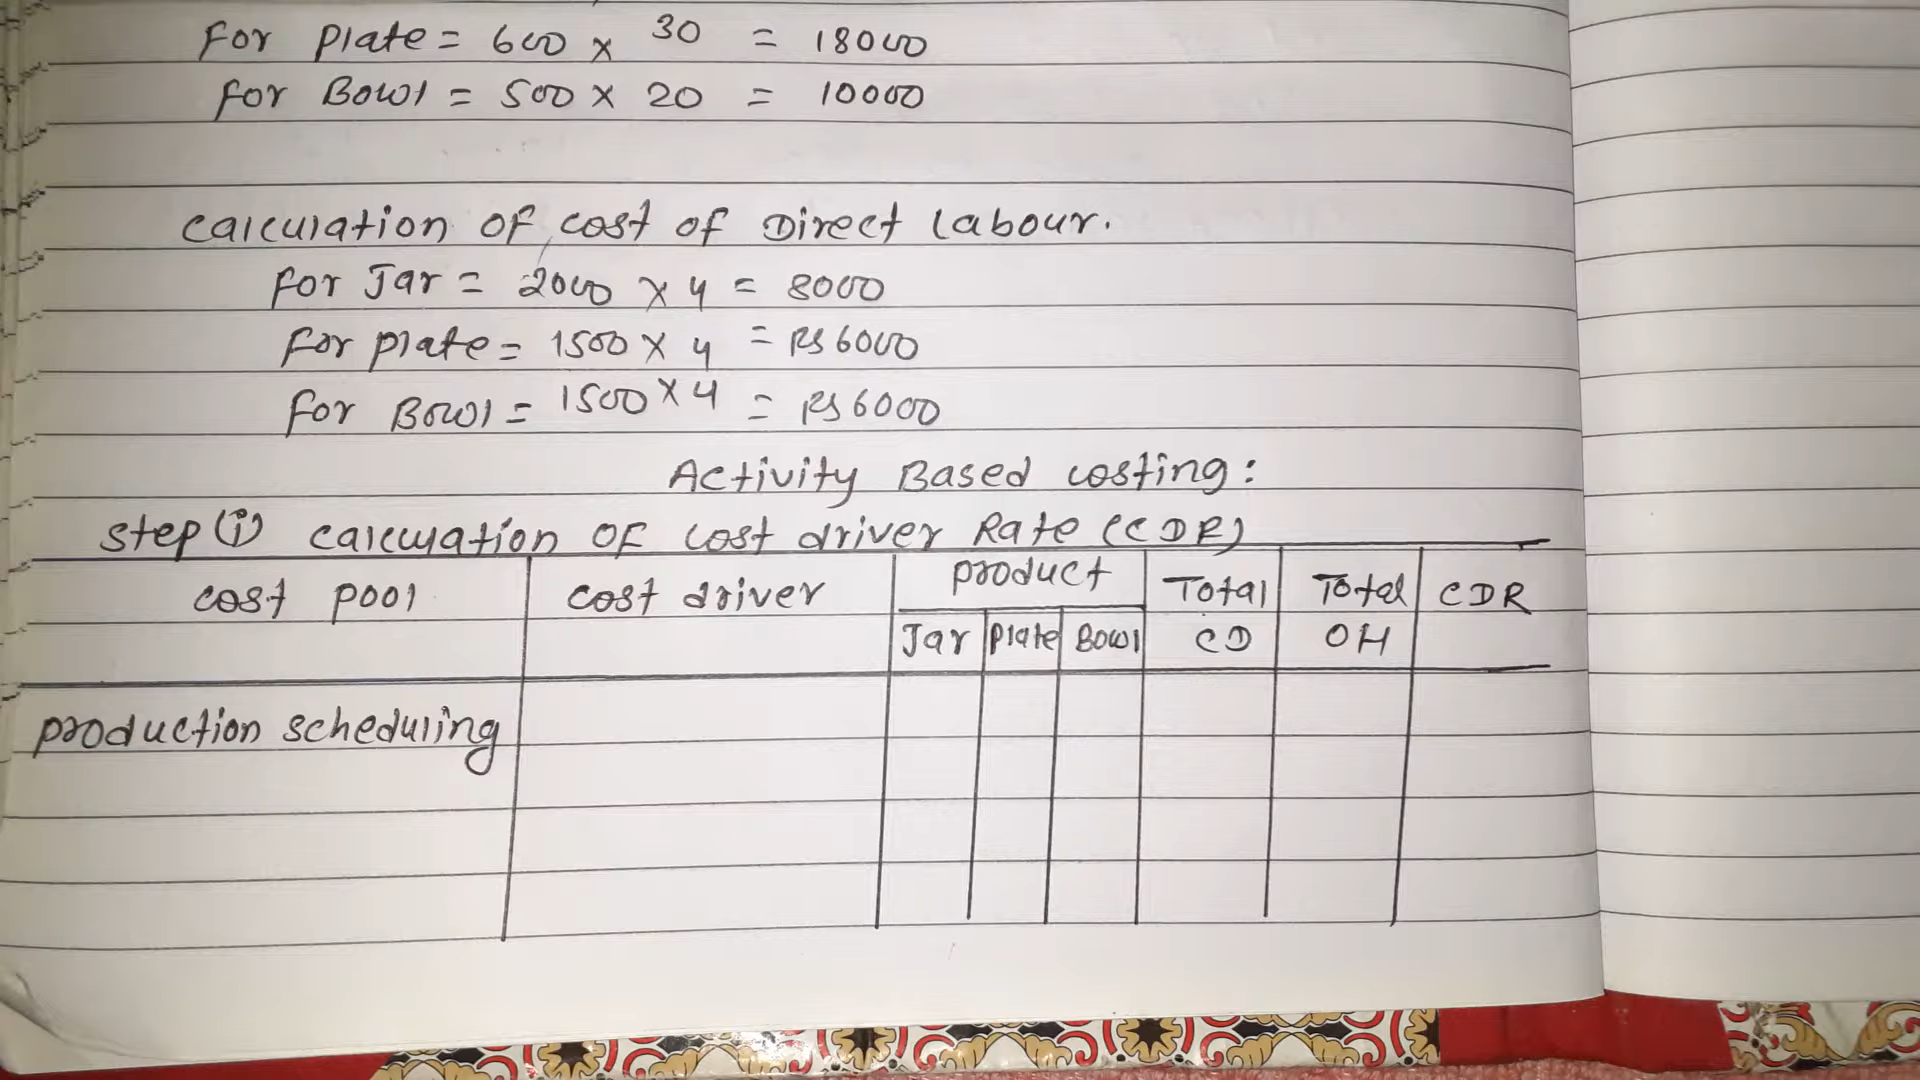 For plate = 600 × 30 = 18000
For Bowl = 500 × 20 = 10000
calculation of cost of Direct labour.
For Jar = 2000 × 4 = 8000
For plate = 1500 × 4 = Rs 6000
For Bowl = 1500 × 4 = Rs 6000
Activity Based costing:
step (i) calculation of cost driver Rate (CDR)
cost pool cost driver product Total CD Total OH CDR
Jar plate Bowl
production scheduling